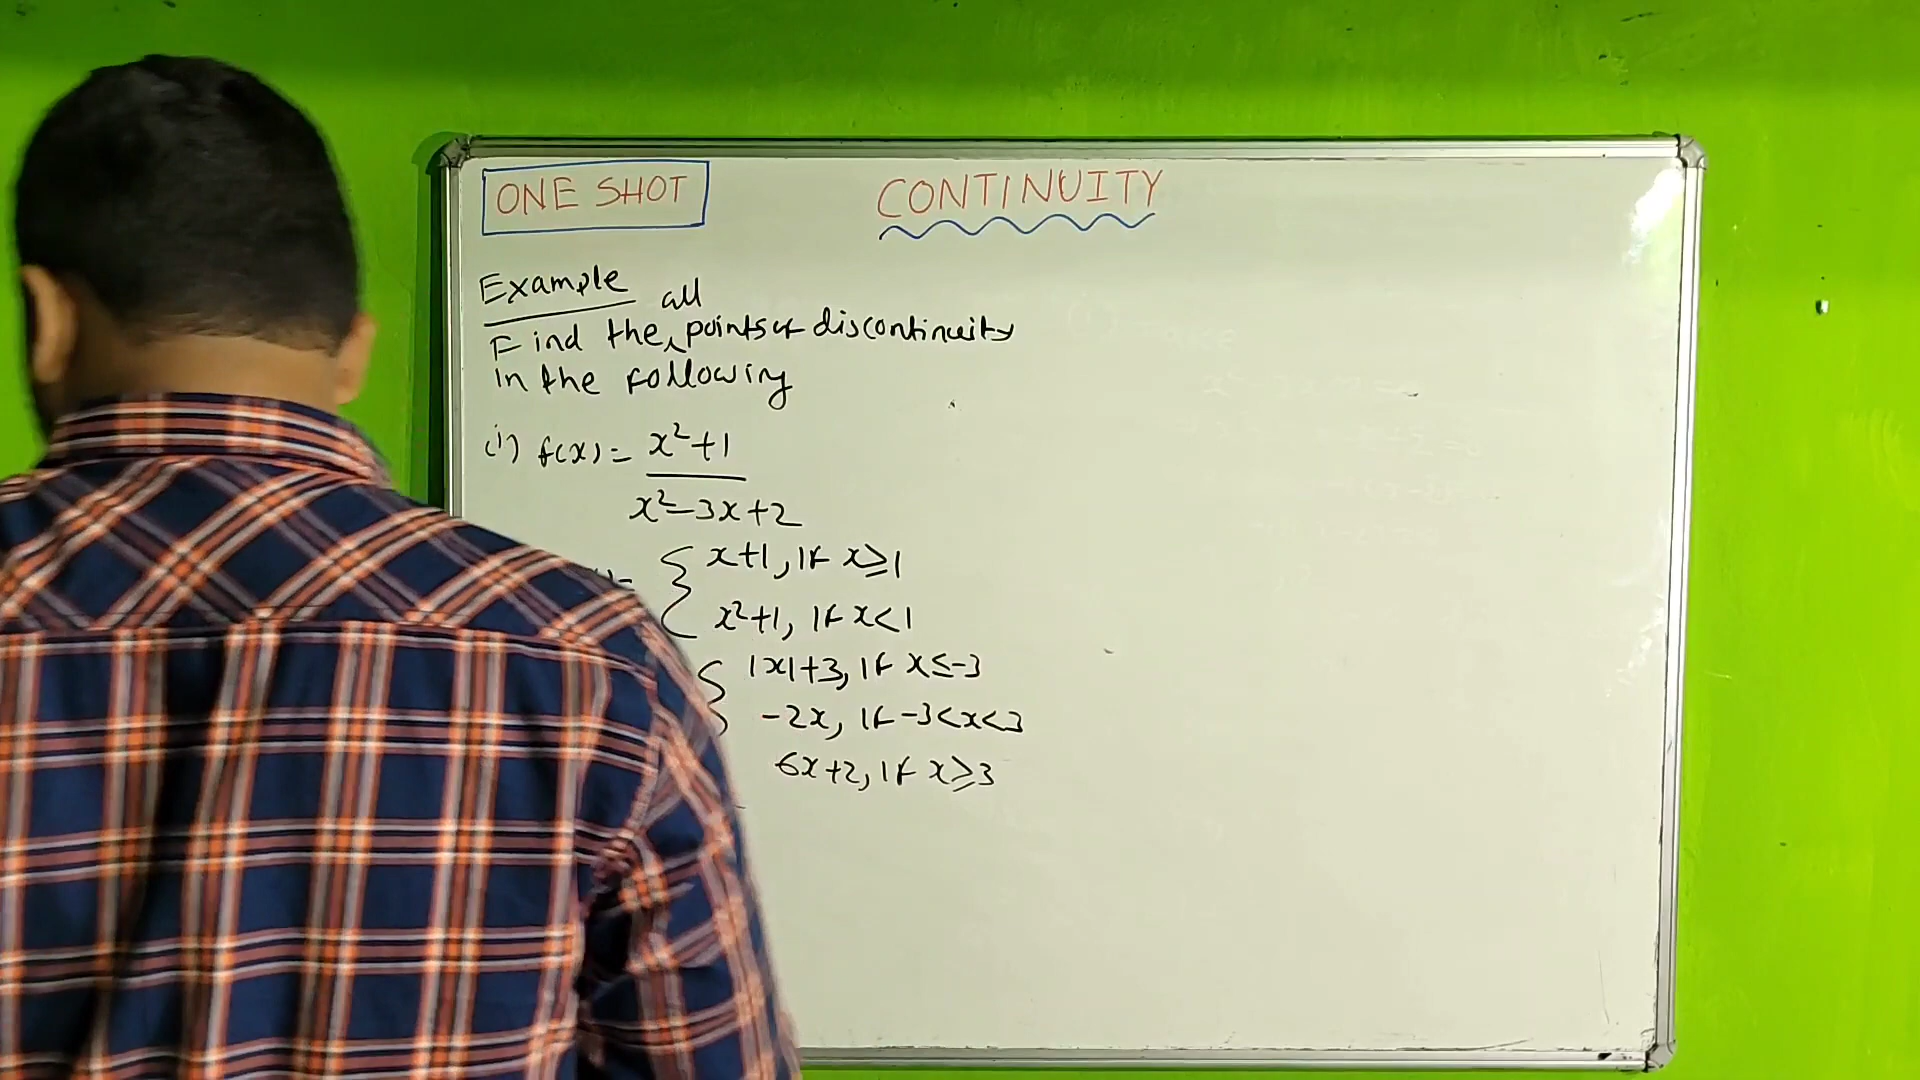 ONE SHOT
CONTINUITY
Example
all
Find the points of discontinuity
in the following
(i) f(x) = x²+1
x²-3x+2
x+1, if x≥1
x²+1, if x<1
|x|+3, if x≤-3
-2x, if -3<x<3
6x+2, if x≥3